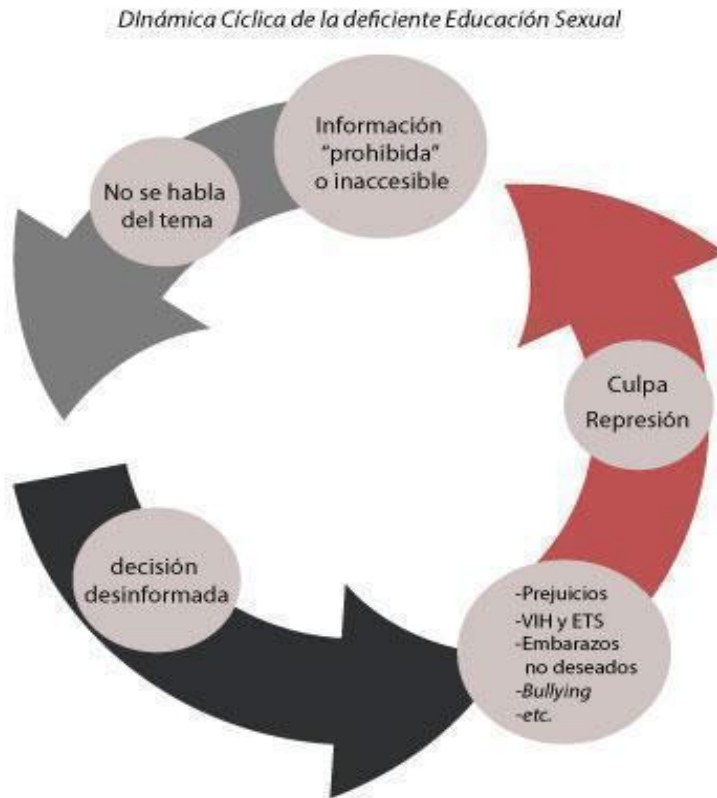 DInámica Cíclica de la deficiente Educación Sexual
Información
"prohibida"
o inaccesible
No se habla
del tema
decisión
desinformada
-Prejuicios
-VIH y ETS
-Embarazos
no deseados
-Bullying
-etc.
Culpa
Represión